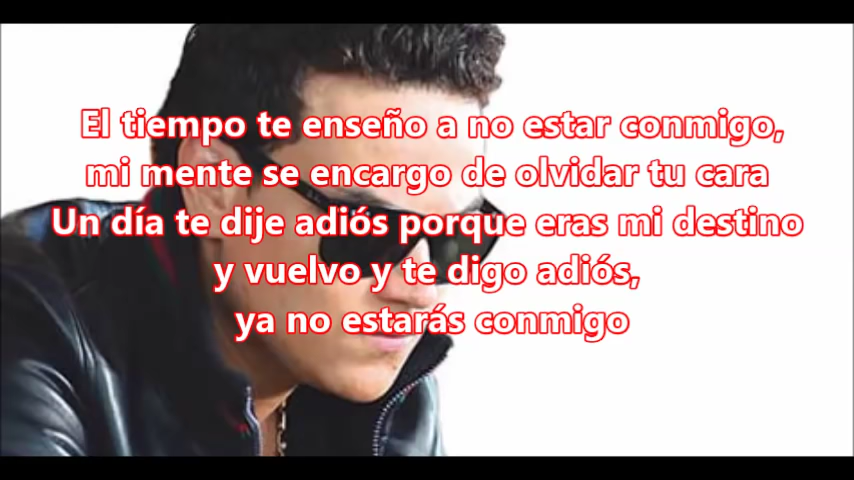 El tiempo te enseño a no estar conmigo,
mi mente se encargo de olvidar tu cara
Un día te dije adiós porque eras mi destino
y vuelvo y te digo adiós,
ya no estarás conmigo